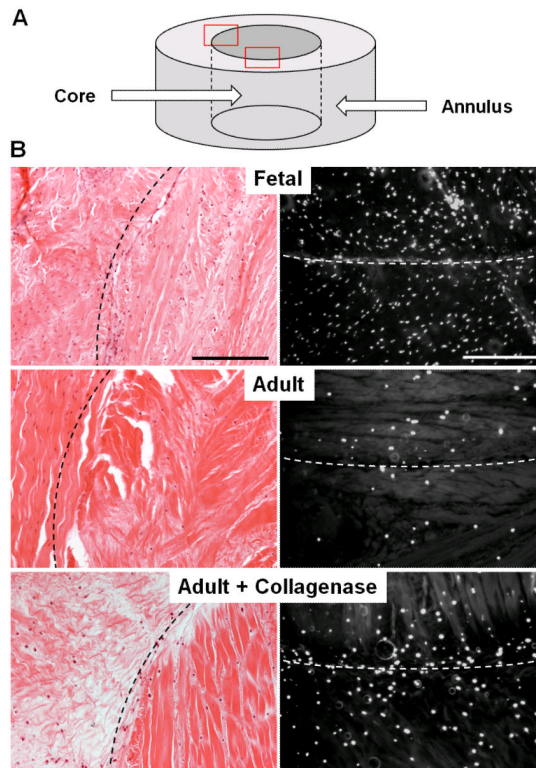 A
Core
Annulus
B
Fetal
Adult
Adult + Collagenase